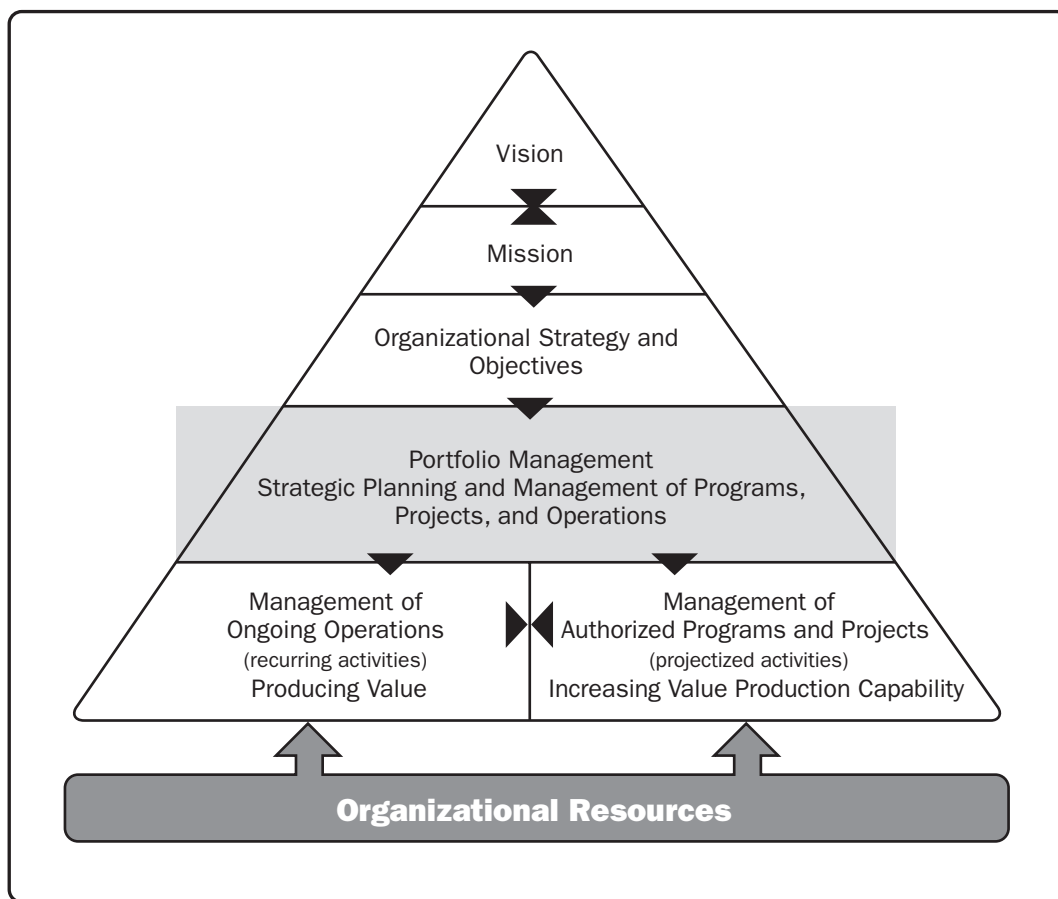 Vision
Mission
Organizational Strategy and
Objectives
Portfolio Management
Strategic Planning and Management of Programs,
Projects, and Operations
Management of
Ongoing Operations
(recurring activities)
Producing Value
Management of
Authorized Programs and Projects
(projectized activities)
Increasing Value Production Capability
Organizational Resources